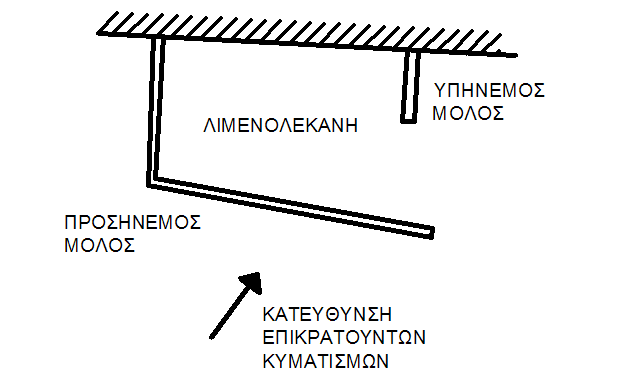 ΥΠΗΝΕΜΟΣ
ΜΟΛΟΣ
ΛΙΜΕΝΟΛΕΚΑΝΗ
ΠΡΟΣΗΝΕΜΟΣ
ΜΟΛΟΣ
ΚΑΤΕΥΘΥΝΣΗ
ΕΠΙΚΡΑΤΟΥΝΤΩΝ
ΚΥΜΑΤΙΣΜΩΝ